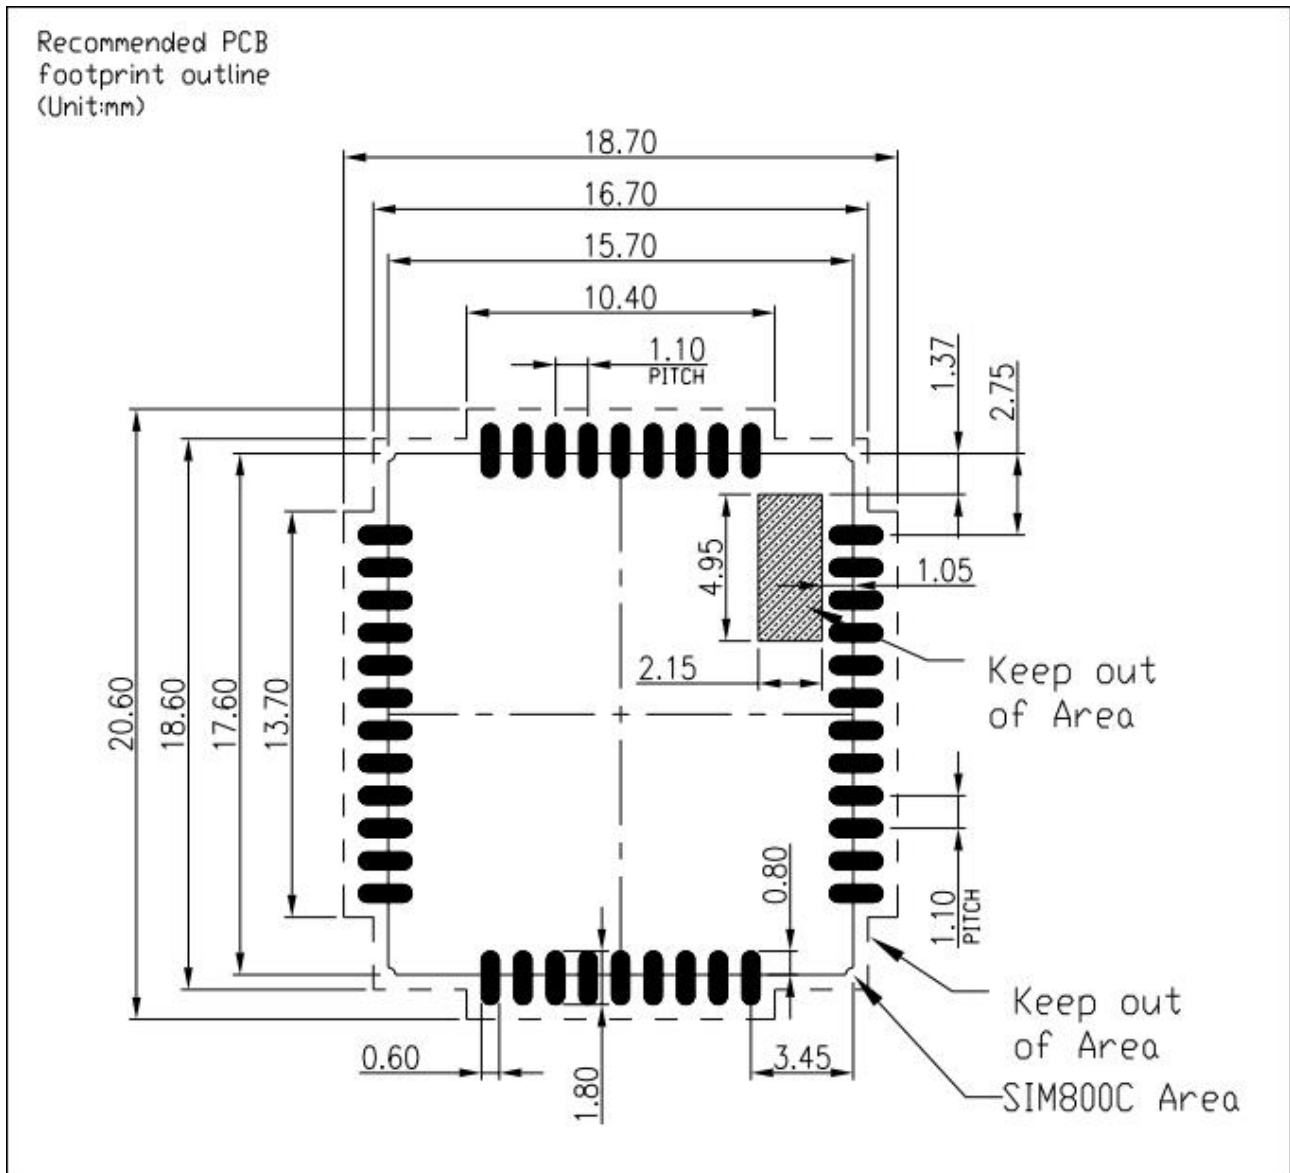 Recommended PCB
footprint outline
(Unit:mm)
18.70
16.70
15.70
10.40
1.10
PITCH
1.37
2.75
4.95
1.05
2.15
Keep out
of Area
20.60
18.60
17.60
13.70
0.80
1.10
PITCH
Keep out
of Area
0.60
1.80
3.45
SIM800C Area